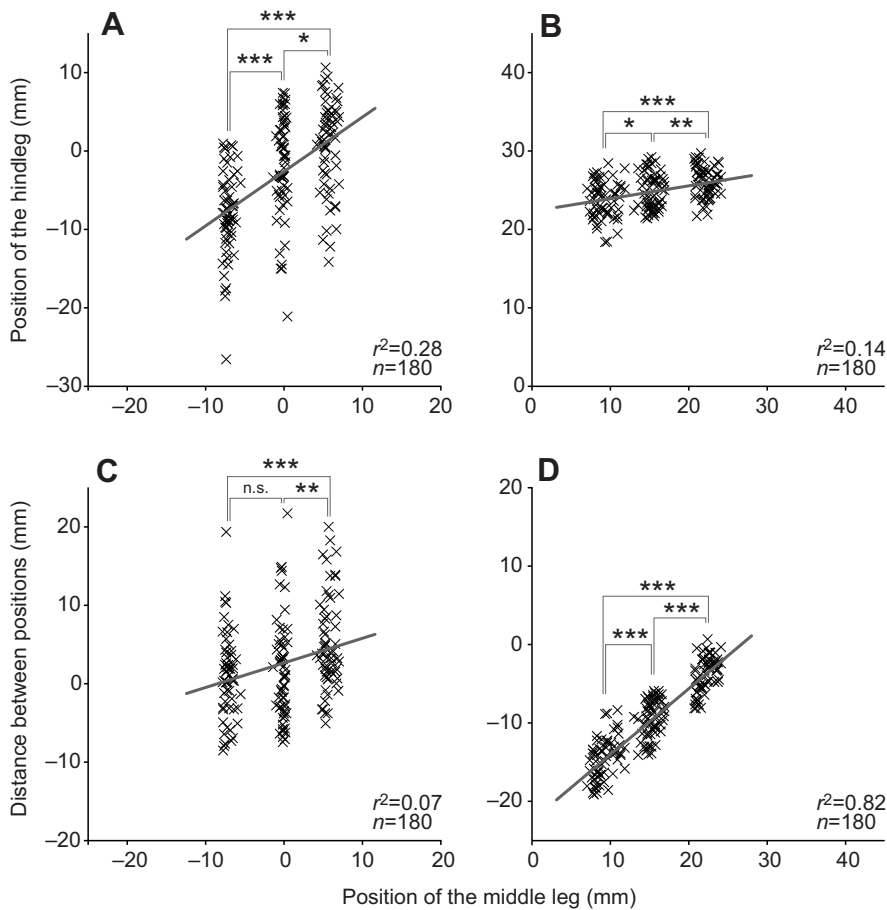 A
***
*
***
10
0
–10
–20
–30
Position of the hindleg (mm)
–20 –10 0 10 20
r²=0.28
n=180
B
***
* **
40
30
20
10
0
0 10 20 30 40
r²=0.14
n=180
C
***
n.s. **
20
10
0
–10
–20
Distance between positions (mm)
–20 –10 0 10 20
r²=0.07
n=180
D
***
***
***
20
10
0
–10
–20
0 10 20 30 40
r²=0.82
n=180
Position of the middle leg (mm)